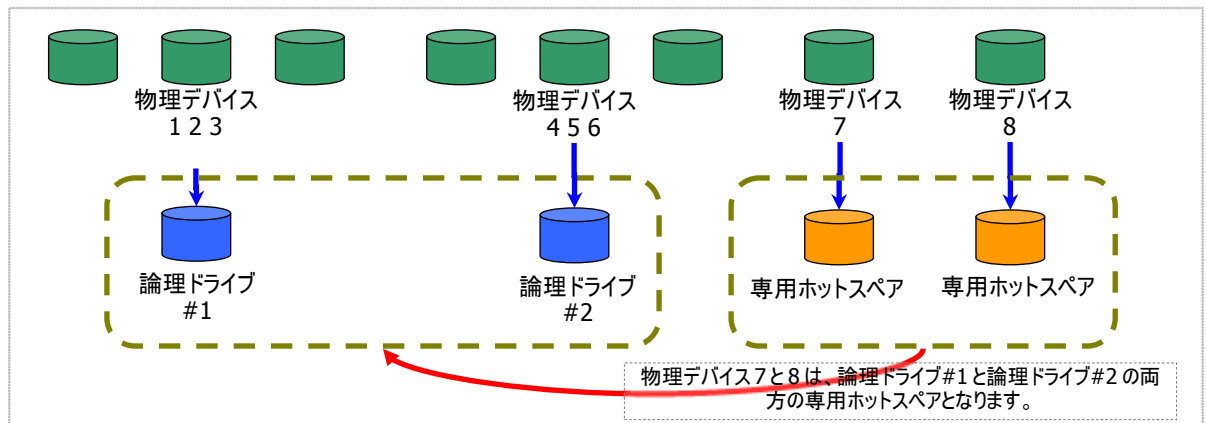 物理デバイス
1 2 3
物理デバイス
4 5 6
物理デバイス
7
物理デバイス
8
論理ドライブ
#1
論理ドライブ
#2
専用ホットスペア
専用ホットスペア
物理デバイス7と8は、論理ドライブ#1と論理ドライブ#2の両
方の専用ホットスペアとなります。